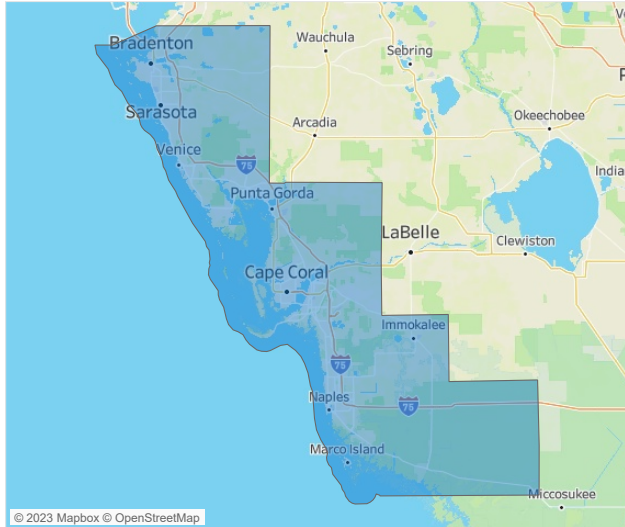 Wauchula
Bradenton
Sebring
Sarasota
Arcadia
Okeechobee
Venice
75
Punta Gorda
LaBelle
Clewiston
Cape Coral
Immokalee
75
Naples
75
Marco Island
Miccosukee
© 2023 Mapbox © OpenStreetMap